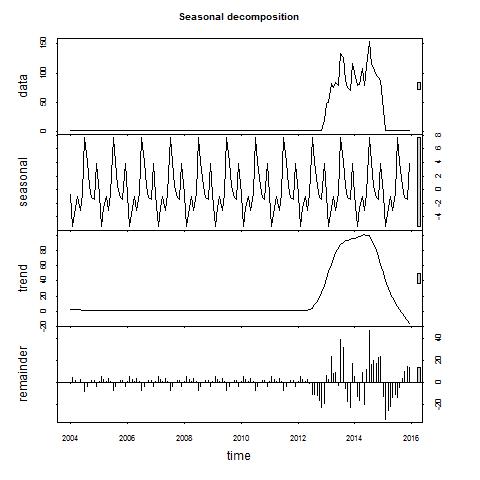 Seasonal decomposition
data
0 50 100 150
seasonal
-4 -2 0 2 4 6 8
trend
-20 0 20 40 60 80
remainder
-20 0 20 40
2004 2006 2008 2010 2012 2014 2016
time